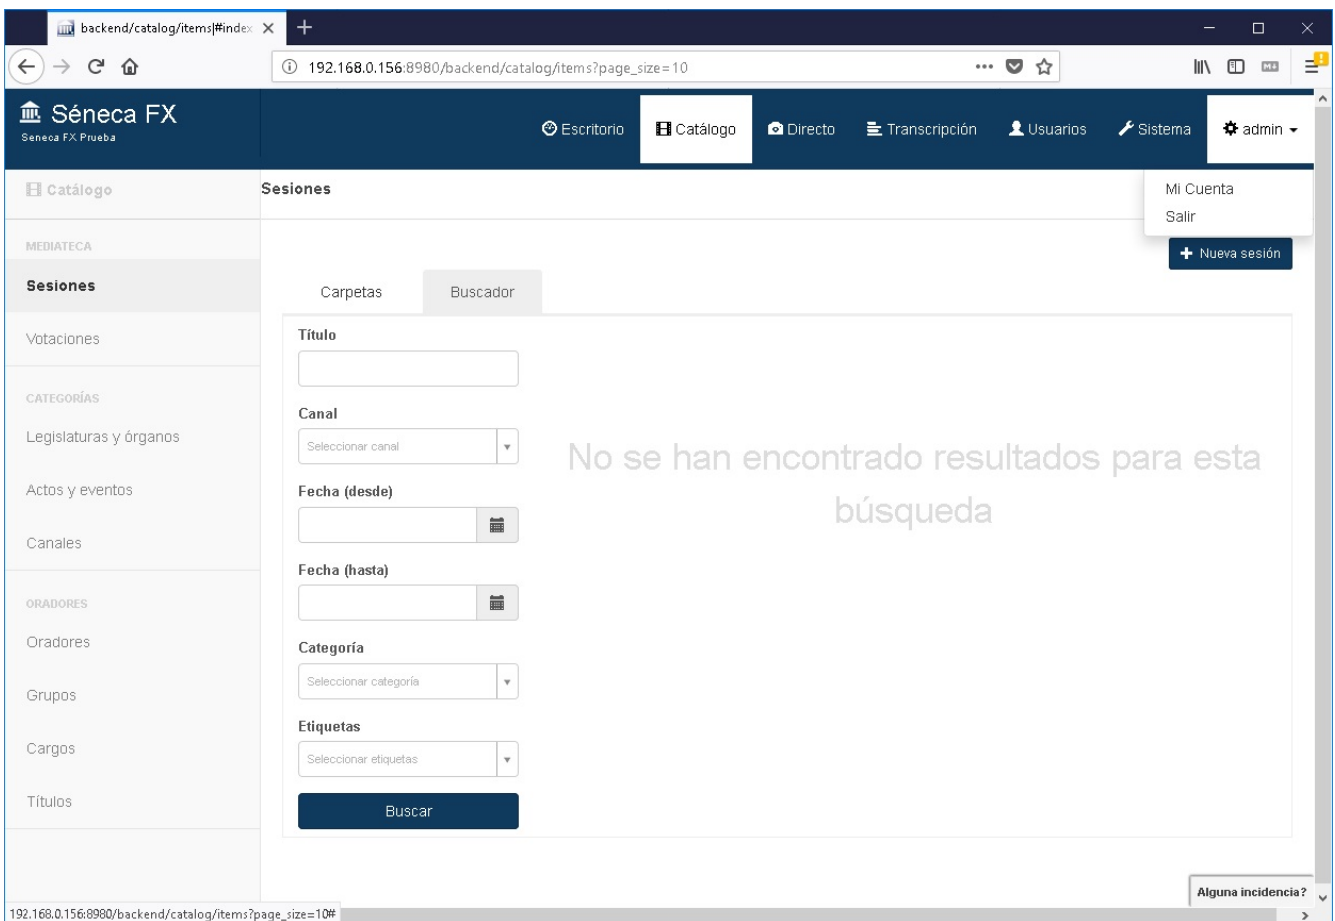 backend/catalog/items|#index
192.168.0.156:8980/backend/catalog/items?page_size=10
Séneca FX
Seneca FX Prueba
Escritorio
Catálogo
Directo
Transcripción
Usuarios
Sistema
admin
Catálogo
Sesiones
Mi Cuenta
Salir
MEDIATECA
Nueva sesión
Sesiones
Carpetas
Buscador
Votaciones
Título
CATEGORÍAS
Canal
Legislaturas y órganos
Seleccionar canal
No se han encontrado resultados para esta
búsqueda
Actos y eventos
Fecha (desde)
Canales
Fecha (hasta)
ORADORES
Oradores
Categoría
Seleccionar categoría
Grupos
Etiquetas
Cargos
Seleccionar etiquetas
Títulos
Buscar
Alguna incidencia?
192.168.0.156:8980/backend/catalog/items?page_size=10#